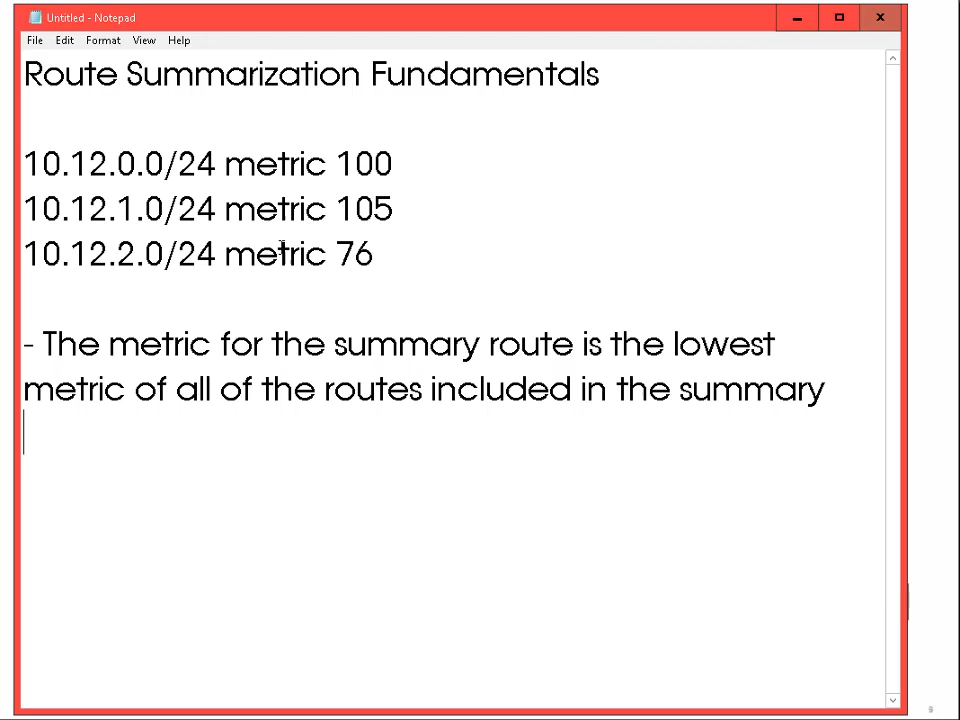 Untitled - Notepad
File Edit Format View Help
Route Summarization Fundamentals
10.12.0.0/24 metric 100
10.12.1.0/24 metric 105
10.12.2.0/24 metric 76
- The metric for the summary route is the lowest
metric of all of the routes included in the summary